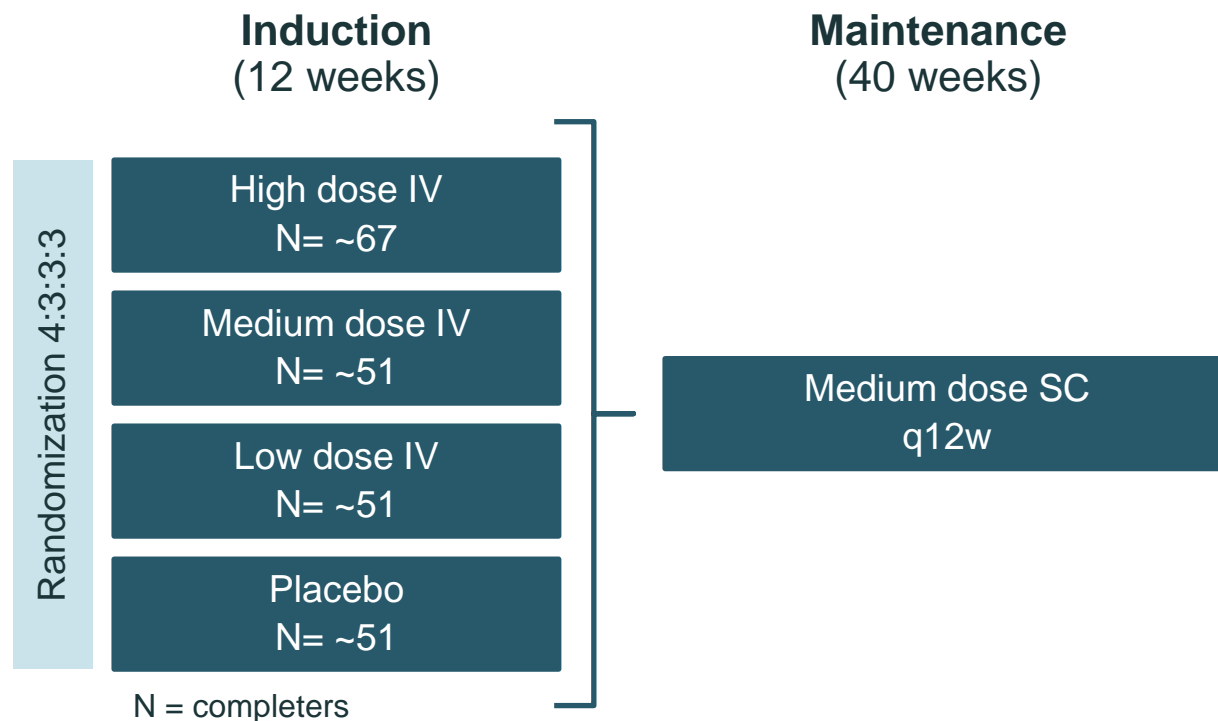 Induction
(12 weeks)
Maintenance
(40 weeks)
Randomization 4:3:3:3
High dose IV
N= ~67
Medium dose IV
N= ~51
Low dose IV
N= ~51
Placebo
N= ~51
N = completers
Medium dose SC
q12w